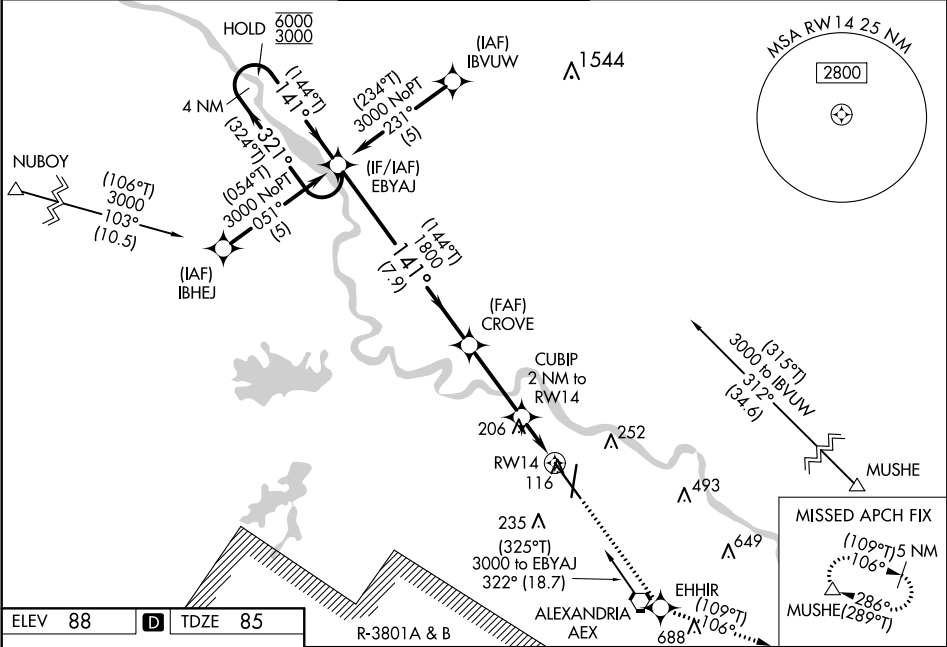 HOLD
6000
3000
4 NM
(144°T)
141°
321°
(324°T)
(IAF)
IBVUW
(234°T)
3000 NoPT
231°
(5)
1544
MSA RW14 25 NM
2800
NUBOY
(106°T)
3000
103°
(10.5)
(IAF)
IBHEJ
(054°T)
3000 NoPT
051°
(5)
(IF/IAF)
EBYAJ
(144°T)
1800
141°
(7.9)
(FAF)
CROVE
CUBIP
2 NM to
RW14
206
252
RW14
116
493
235
649
(315°T)
3000 to IBVUW
312°
(34.6)
MUSHE
(325°T)
3000 to EBYAJ
322° (18.7)
ALEXANDRIA
AEX
EHHIR
(109°T)
106°
688
MISSED APCH FIX
(109°T) 5 NM
106°
286°
MUSHE (289°T)
R-3801A & B
ELEV 88 D TDZE 85